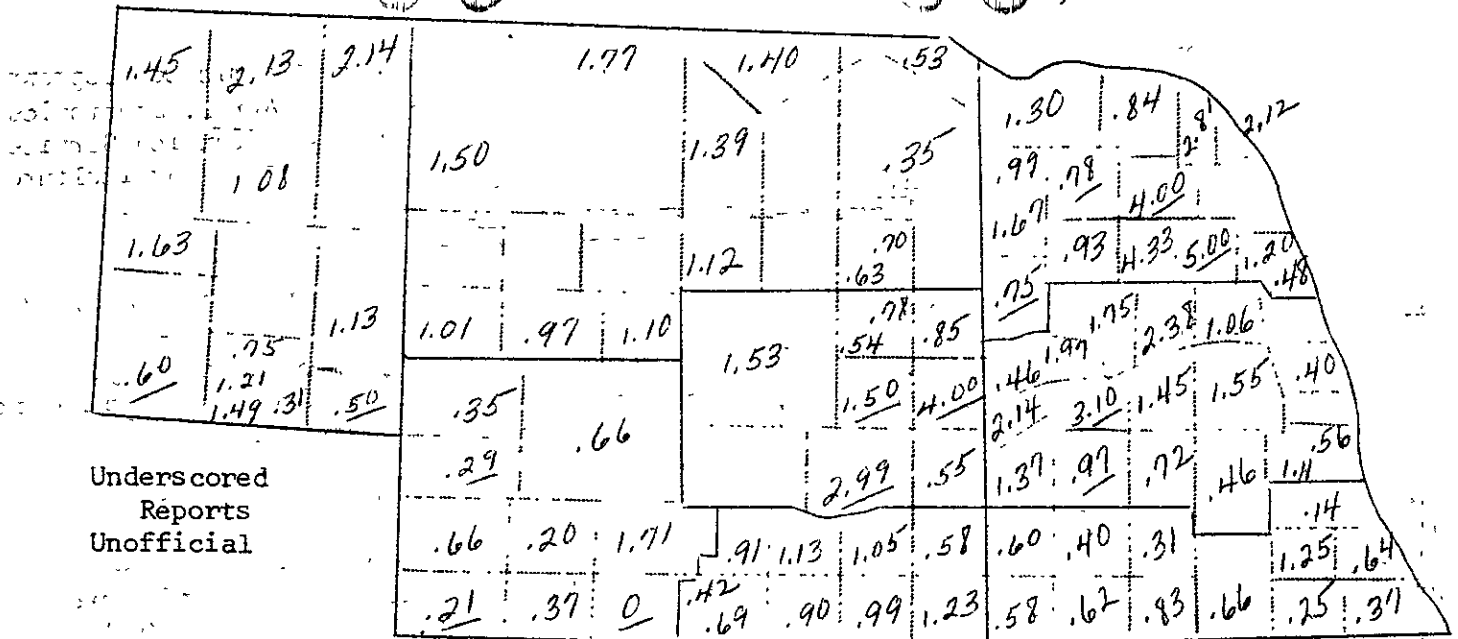 1.45 2.13 2.14 1.77 1.40 .53
1.30 .84 2.81 2.12
1.50 1.39 .35
1.08 .99 .78 4.00
1.63 1.12 .70 1.67 .93 4.33 5.00 1.20
.63 .75 .48
1.13 1.01 .97 1.10 1.53 .78 .85 1.97 1.75 2.38 1.06
.54 .46
.60 .75 .50 .35 1.50 4.00 2.14 3.10 1.45 1.55 .40
1.21
1.49 .31
.29 .66 2.99 .55 1.37 .97 .72 .46 1.11 .56
Underscored
Reports
Unofficial
.14
.66 .20 1.71 .91 1.13 1.05 .58 .60 .40 .31 1.25 .64
.42
.21 .37 0 .69 .90 .99 1.23 .58 .62 .83 .66 .25 .37